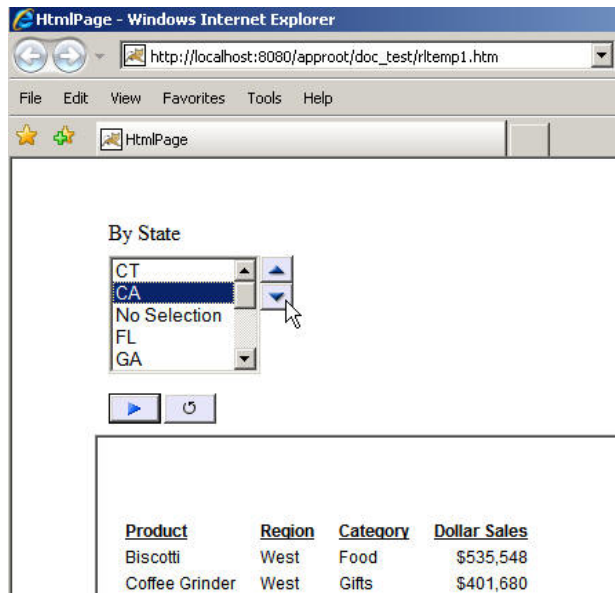 HtmlPage - Windows Internet Explorer
http://localhost:8080/approot/doc_test/rltemp1.htm
File Edit View Favorites Tools Help
HtmlPage
By State
CT
CA
No Selection
FL
GA
Product Region Category Dollar Sales
Biscotti West Food $535,548
Coffee Grinder West Gifts $401,680